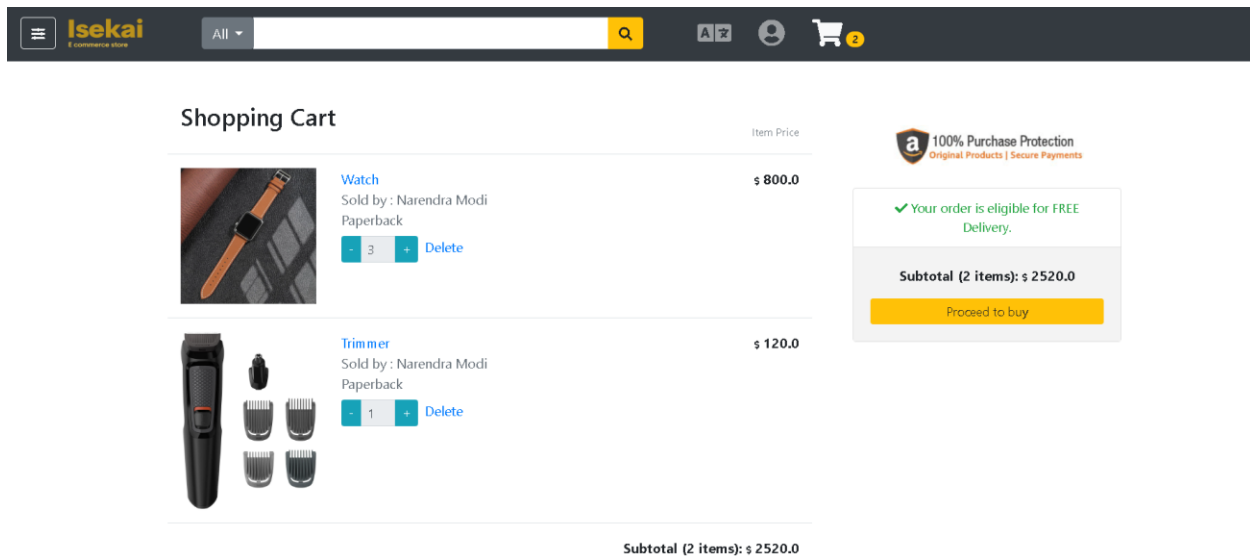 Isekai
E commerce store
All
A 文
2
Shopping Cart
Item Price
Watch
$ 800.0
Sold by : Narendra Modi
Paperback
- 3 + Delete
Trimmer
$ 120.0
Sold by : Narendra Modi
Paperback
- 1 + Delete
Subtotal (2 items): $ 2520.0
a 100% Purchase Protection
Original Products | Secure Payments
Your order is eligible for FREE
Delivery.
Subtotal (2 items): $ 2520.0
Proceed to buy